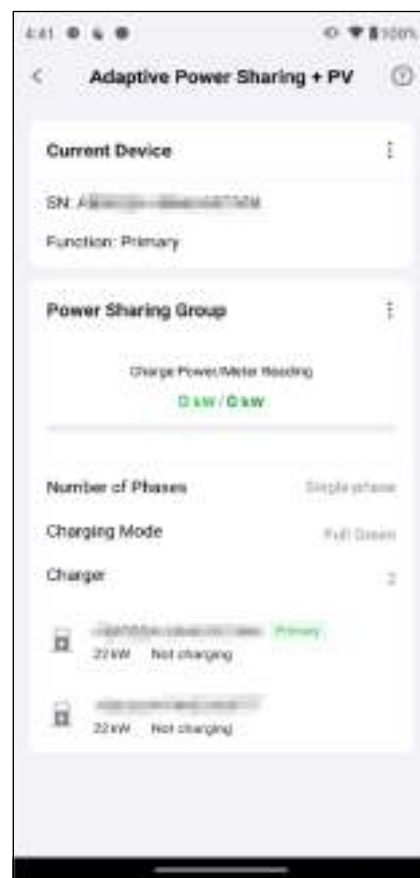 4:41 100%
Adaptive Power Sharing + PV
Current Device
SN: A
Function: Primary
Power Sharing Group
Charge Power/Meter Reading
0 kW / 0 kW
Number of Phases Single phase
Charging Mode Full Green
Charger 2
Primary
22 kW Not charging
22 kW Not charging